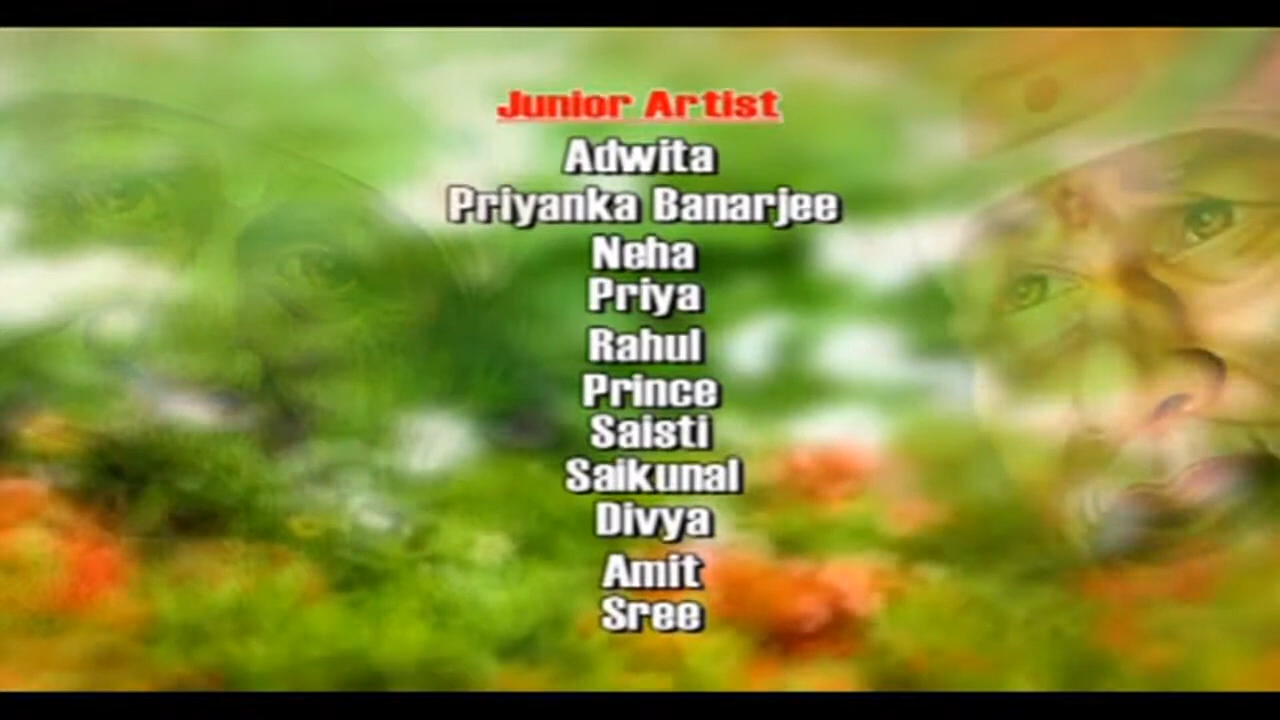 Junior Artist
Adwita
Priyanka Banarjee
Neha
Priya
Rahul
Prince
Saisti
Saikunal
Divya
Amit
Sree